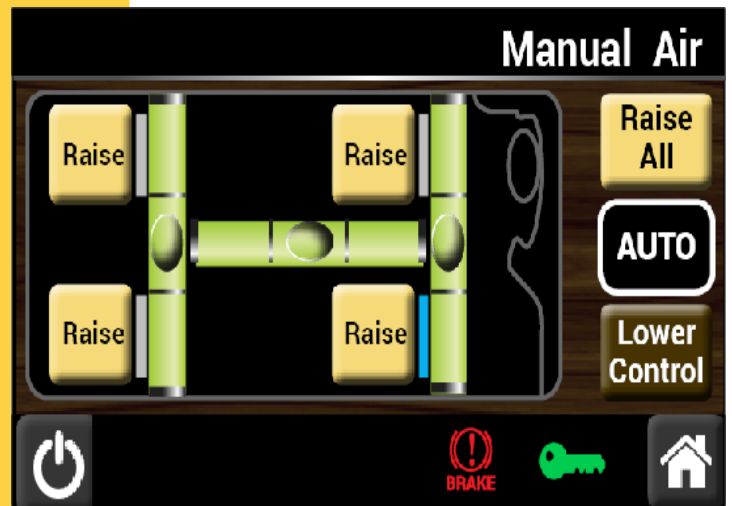 Manual Air
Raise
Raise
Raise
All
AUTO
Raise
Raise
Lower
Control
BRAKE